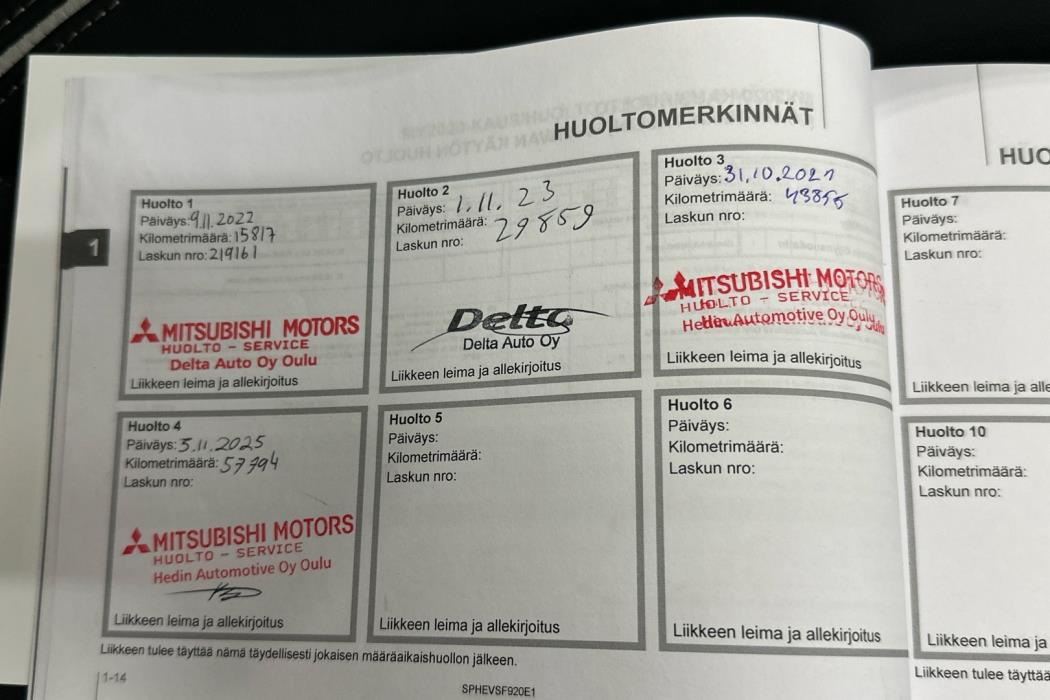 HUOLTOMERKINNÄT
1
Huolto 1
Päiväys: 9.11.2022
Kilometrimäärä: 15817
Laskun nro: 219161
MITSUBISHI MOTORS
HUOLTO - SERVICE
Delta Auto Oy Oulu
Liikkeen leima ja allekirjoitus
Huolto 2
Päiväys: 1.11.23
Kilometrimäärä: 29859
Laskun nro:
Delta
Delta Auto Oy
Liikkeen leima ja allekirjoitus
Huolto 3
Päiväys: 31.10.2021
Kilometrimäärä:
Laskun nro:
MITSUBISHI MOTORS
HUOLTO - SERVICE
Hedin Automotive Oy Oulu
Liikkeen leima ja allekirjoitus
Huolto 4
Päiväys: 5.11.2025
Kilometrimäärä: 57794
Laskun nro:
MITSUBISHI MOTORS
HUOLTO - SERVICE
Hedin Automotive Oy Oulu
Liikkeen leima ja allekirjoitus
Huolto 5
Päiväys:
Kilometrimäärä:
Laskun nro:
Liikkeen leima ja allekirjoitus
Huolto 6
Päiväys:
Kilometrimäärä:
Laskun nro:
Liikkeen leima ja allekirjoitus
Liikkeen tulee täyttää nämä täydellisesti jokaisen määräaikaishuollon jälkeen.
1-14
SPHEVSF920E1
HUO
Huolto 7
Päiväys:
Kilometrimäärä:
Laskun nro:
Liikkeen leima ja alle
Huolto 10
Päiväys:
Kilometrimäärä:
Laskun nro:
Liikkeen leima ja
Liikkeen tulee täyttää